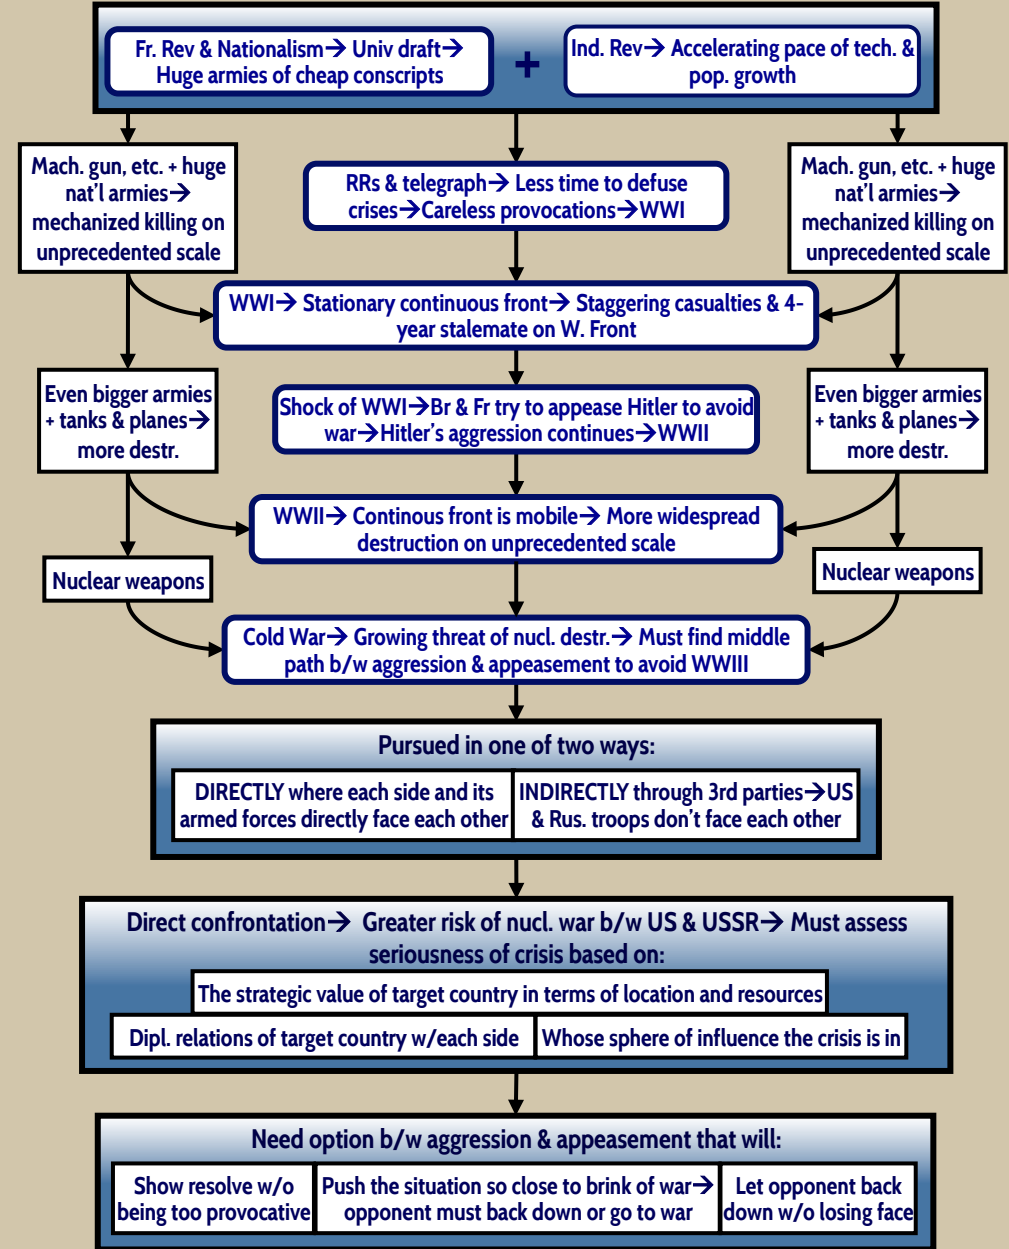 Fr. Rev & Nationalism→ Univ draft→
Huge armies of cheap conscripts
+
Ind. Rev→ Accelerating pace of tech. &
pop. growth
Mach. gun, etc. + huge
nat'l armies→
mechanized killing on
unprecedented scale
RRs & telegraph→ Less time to defuse
crises→Careless provocations→WWI
Mach. gun, etc. + huge
nat'l armies→
mechanized killing on
unprecedented scale
WWI→ Stationary continuous front→ Staggering casualties & 4-
year stalemate on W. Front
Even bigger armies
+ tanks & planes→
more destr.
Shock of WWI→Br & Fr try to appease Hitler to avoid
war→Hitler's aggression continues→WWII
Even bigger armies
+ tanks & planes→
more destr.
WWII→ Continous front is mobile→ More widespread
destruction on unprecedented scale
Nuclear weapons
Nuclear weapons
Cold War→ Growing threat of nucl. destr.→ Must find middle
path b/w aggression & appeasement to avoid WWIII
Pursued in one of two ways:
DIRECTLY where each side and its
armed forces directly face each other
INDIRECTLY through 3rd parties→US
& Rus. troops don't face each other
Direct confrontation→ Greater risk of nucl. war b/w US & USSR→ Must assess
seriousness of crisis based on:
The strategic value of target country in terms of location and resources
Dipl. relations of target country w/each side
Whose sphere of influence the crisis is in
Need option b/w aggression & appeasement that will:
Show resolve w/o
being too provocative
Push the situation so close to brink of war→
opponent must back down or go to war
Let opponent back
down w/o losing face